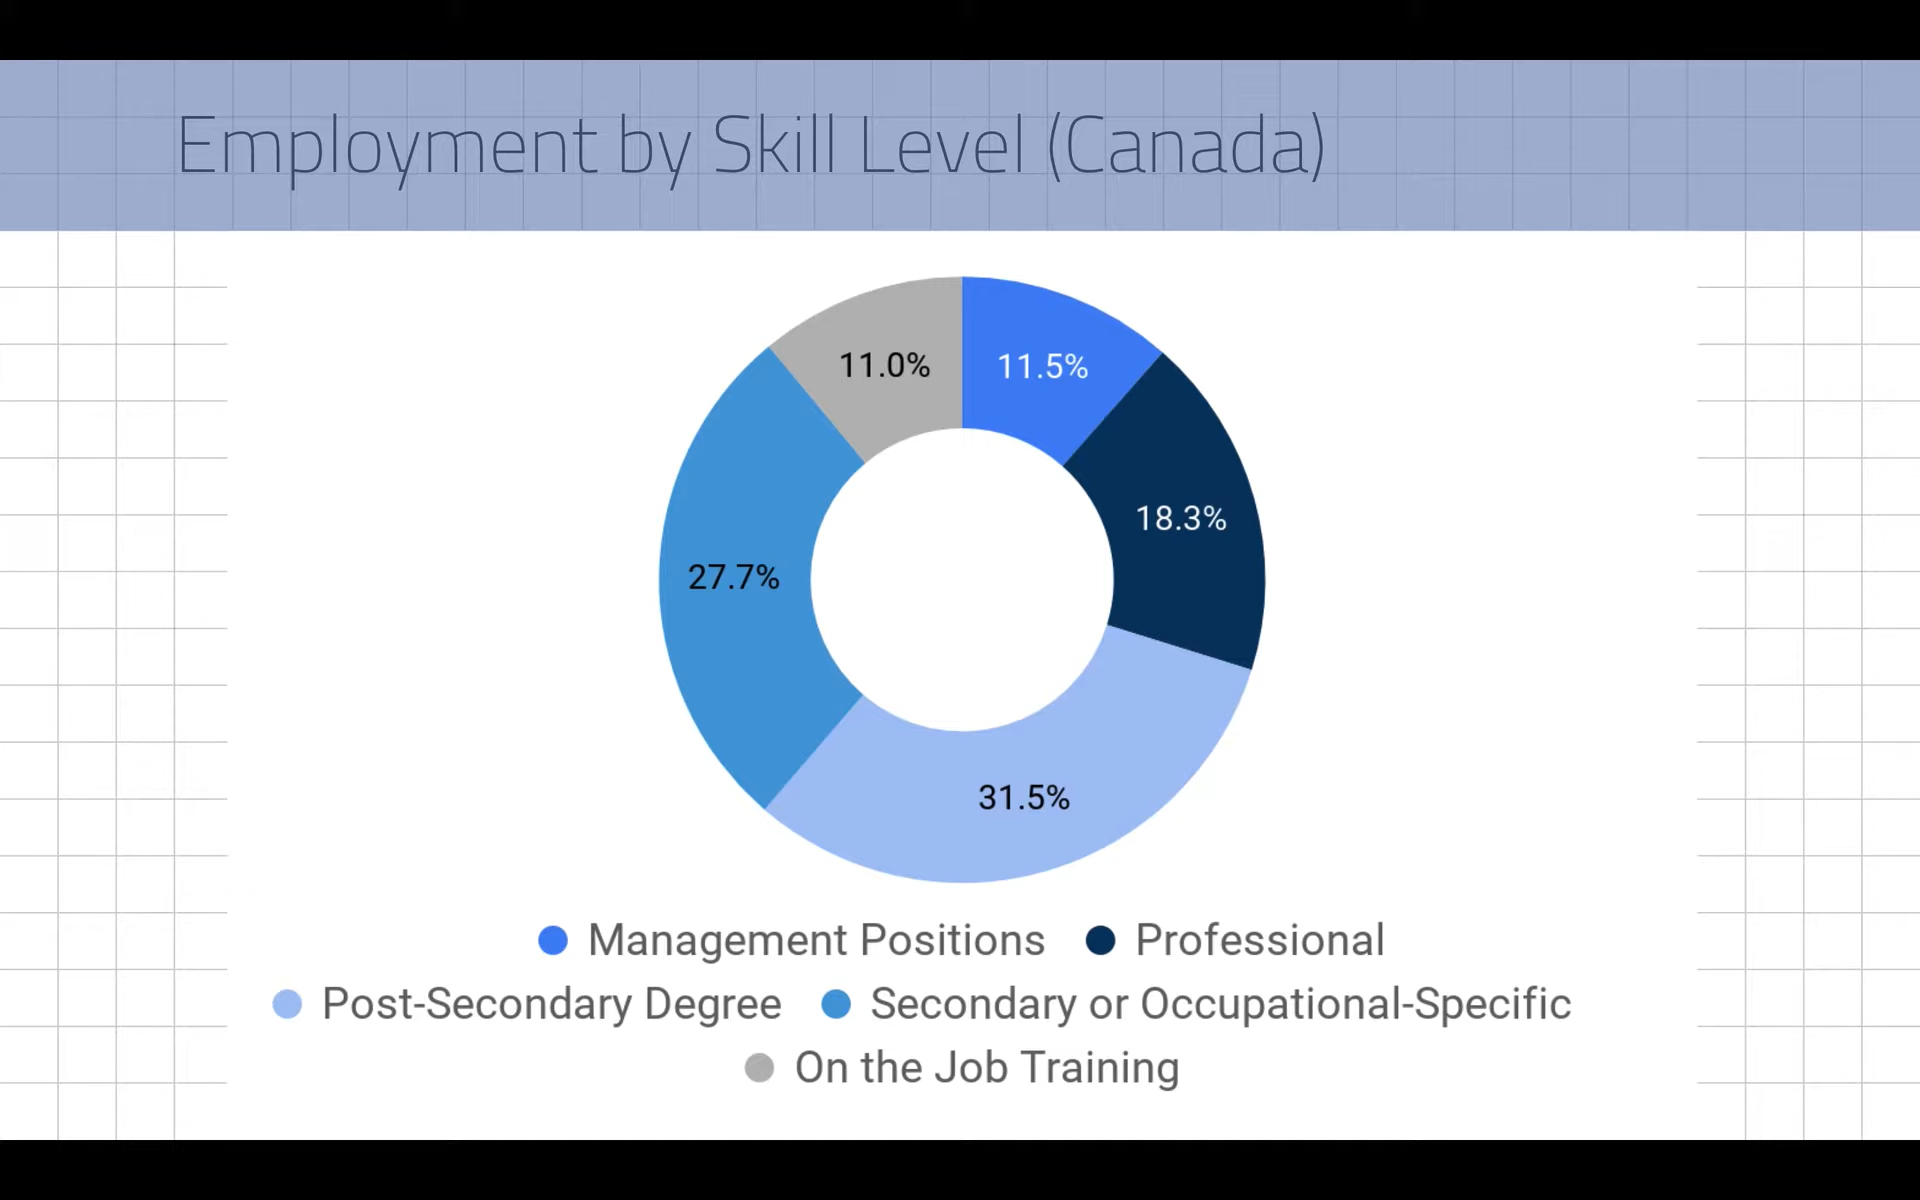 Employment by Skill Level (Canada)
11.0%
11.5%
18.3%
27.7%
31.5%
Management Positions
Professional
Post-Secondary Degree
Secondary or Occupational-Specific
On the Job Training